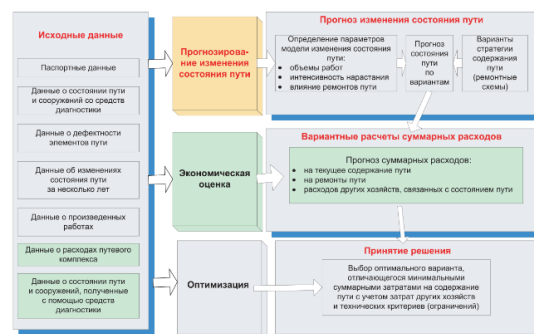 Исходные данные
Паспортные данные
Данные о состоянии пути
и сооружений со средств
диагностики
Данные о дефектности
элементов пути
Данные об изменениях
состояния пути
за несколько лет
Данные о произведенных
работах
Данные о расходах путевого
комплекса
Данные о состоянии пути
и сооружений, полученные
с помощью средств
диагностики
Прогнозирова-
ние изменения
состояния пути
Экономическая
оценка
Оптимизация
Прогноз изменения состояния пути
Определение параметров
модели изменения состояния
пути:
• объемы работ
• интенсивность нарастания
• влияние ремонтов пути
Прогноз
состояния
пути
по
вариантам
Варианты
стратегии
содержания
пути
(ремонтные
схемы)
Вариантные расчеты суммарных расходов
Прогноз суммарных расходов:
• на текущее содержание пути
• на ремонты пути
• расходов других хозяйств, связанных с состоянием пути
Принятие решения
Выбор оптимального варианта,
отличающегося минимальными
суммарными затратами на содержание
пути с учетом затрат других хозяйств
и технических критериев (ограничений)